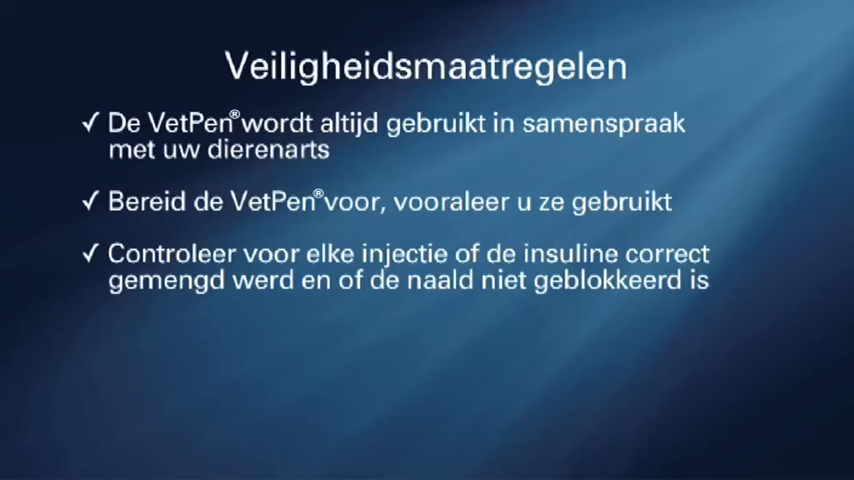 Veiligheidsmaatregelen
✓ De VetPen® wordt altijd gebruikt in samenspraak
met uw dierenarts
✓ Bereid de VetPen® voor, vooraleer u ze gebruikt
✓ Controleer voor elke injectie of de insuline correct
gemengd werd en of de naald niet geblokkeerd is